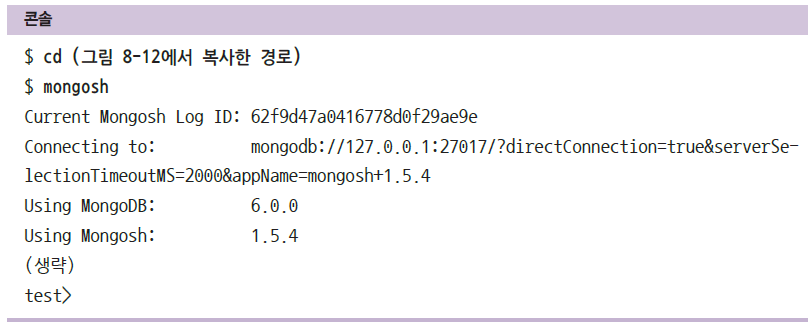 콘솔
$ cd (그림 8-12에서 복사한 경로)
$ mongosh
Current Mongosh Log ID: 62f9d47a0416778d0f29ae9e
Connecting to: mongodb://127.0.0.1:27017/?directConnection=true&serverSe-
lectionTimeoutMS=2000&appName=mongosh+1.5.4
Using MongoDB: 6.0.0
Using Mongosh: 1.5.4
(생략)
test>